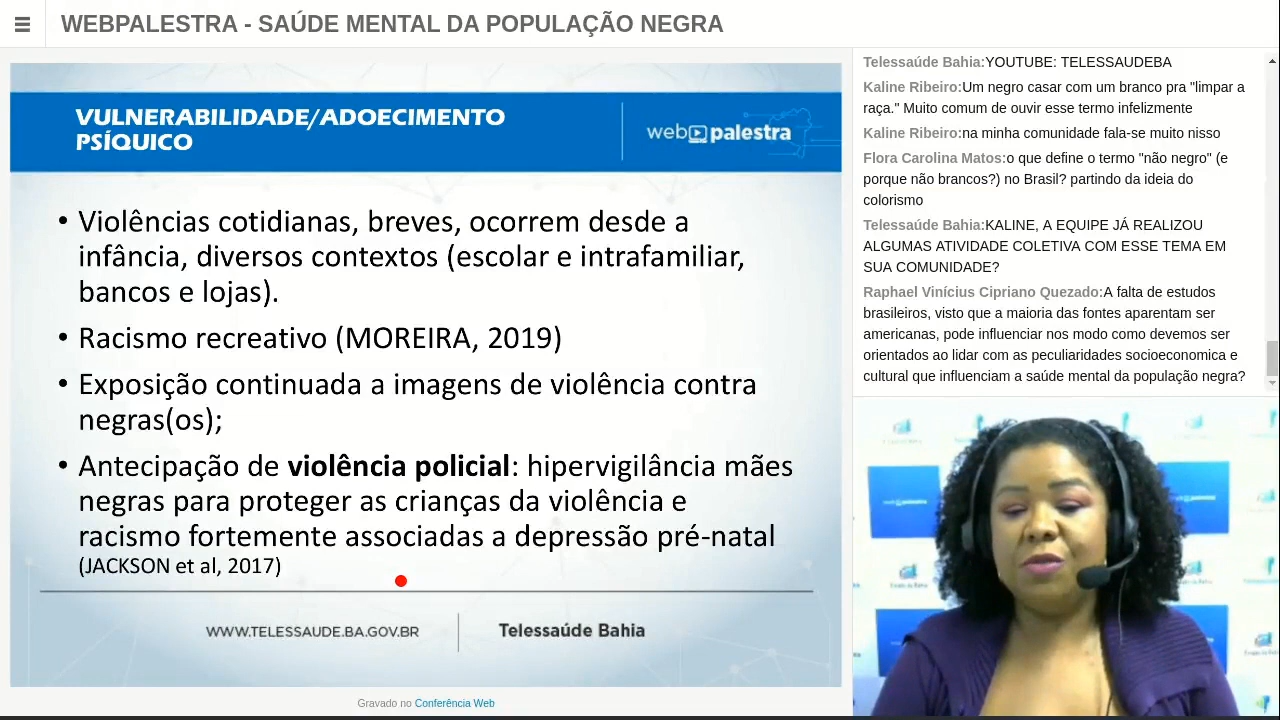 WEBPALESTRA - SAÚDE MENTAL DA POPULAÇÃO NEGRA
VULNERABILIDADE/ADOECIMENTO
PSÍQUICO
web palestra
• Violências cotidianas, breves, ocorrem desde a
infância, diversos contextos (escolar e intrafamiliar,
bancos e lojas).
• Racismo recreativo (MOREIRA, 2019)
• Exposição continuada a imagens de violência contra
negras(os);
• Antecipação de violência policial: hipervigilância mães
negras para proteger as crianças da violência e
racismo fortemente associadas a depressão pré-natal
(JACKSON et al, 2017)
WWW.TELESSAUDE.BA.GOV.BR
Telessaúde Bahia
Gravado no Conferência Web
Telessaúde Bahia:YOUTUBE: TELESSAUDEBA
Kaline Ribeiro:Um negro casar com um branco pra "limpar a
raça." Muito comum de ouvir esse termo infelizmente
Kaline Ribeiro:na minha comunidade fala-se muito nisso
Flora Carolina Matos:o que define o termo "não negro" (e
porque não brancos?) no Brasil? partindo da ideia do
colorismo
Telessaúde Bahia:KALINE, A EQUIPE JÁ REALIZOU
ALGUMAS ATIVIDADE COLETIVA COM ESSE TEMA EM
SUA COMUNIDADE?
Raphael Vinícius Cipriano Quezado:A falta de estudos
brasileiros, visto que a maioria das fontes aparentam ser
americanas, pode influenciar nos modo como devemos ser
orientados ao lidar com as peculiaridades socioeconomica e
cultural que influenciam a saúde mental da população negra?